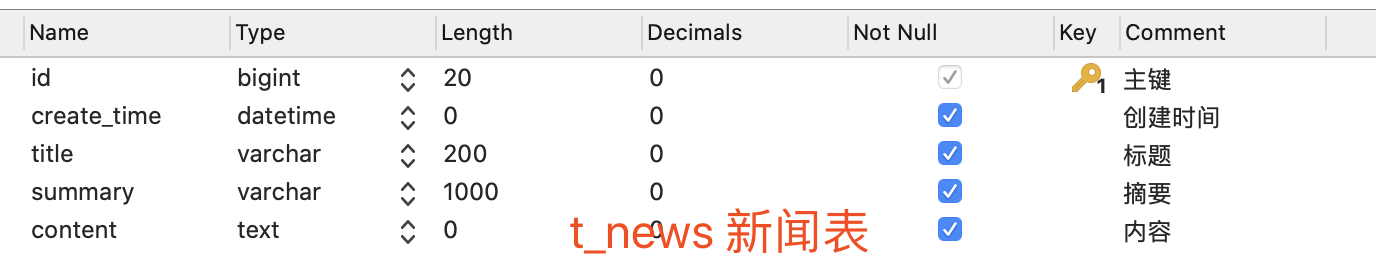 Name Type Length Decimals Not Null Key Comment
id bigint 20 0 1 主键
create_time datetime 0 0 创建时间
title varchar 200 0 标题
summary varchar 1000 0 摘要
content text 0 0 内容
t_news 新闻表